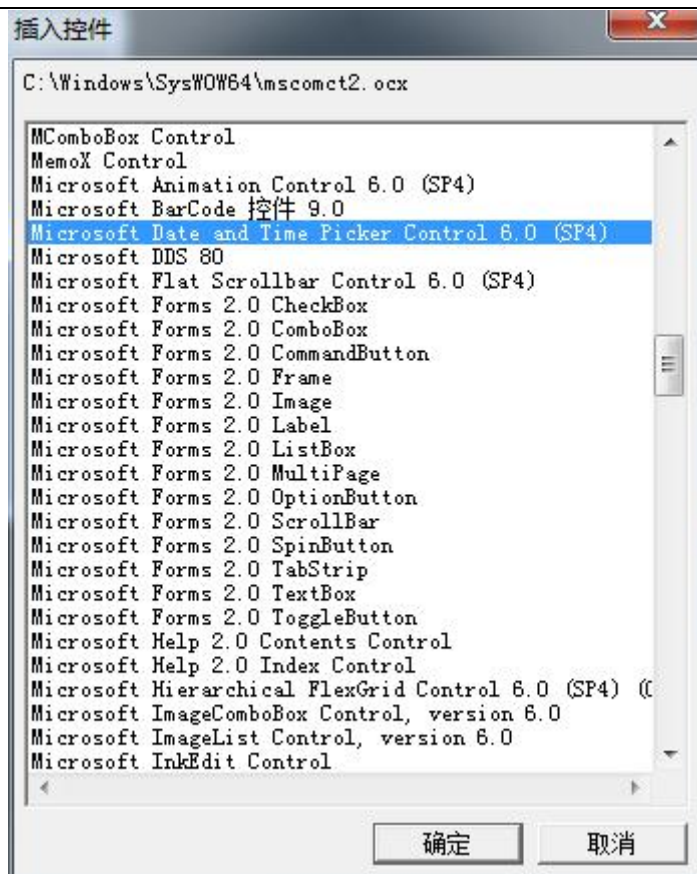 插入控件
C:\Windows\SysWOW64\mscomct2.ocx
MComboBox Control
MemoX Control
Microsoft Animation Control 6.0 (SP4)
Microsoft BarCode 控件 9.0
Microsoft Date and Time Picker Control 6.0 (SP4)
Microsoft DDS 80
Microsoft Flat Scrollbar Control 6.0 (SP4)
Microsoft Forms 2.0 CheckBox
Microsoft Forms 2.0 ComboBox
Microsoft Forms 2.0 CommandButton
Microsoft Forms 2.0 Frame
Microsoft Forms 2.0 Image
Microsoft Forms 2.0 Label
Microsoft Forms 2.0 ListBox
Microsoft Forms 2.0 MultiPage
Microsoft Forms 2.0 OptionButton
Microsoft Forms 2.0 ScrollBar
Microsoft Forms 2.0 SpinButton
Microsoft Forms 2.0 TabStrip
Microsoft Forms 2.0 TextBox
Microsoft Forms 2.0 ToggleButton
Microsoft Help 2.0 Contents Control
Microsoft Help 2.0 Index Control
Microsoft Hierarchical FlexGrid Control 6.0 (SP4) (
Microsoft ImageComboBox Control, version 6.0
Microsoft ImageList Control, version 6.0
Microsoft InkEdit Control
确定 取消